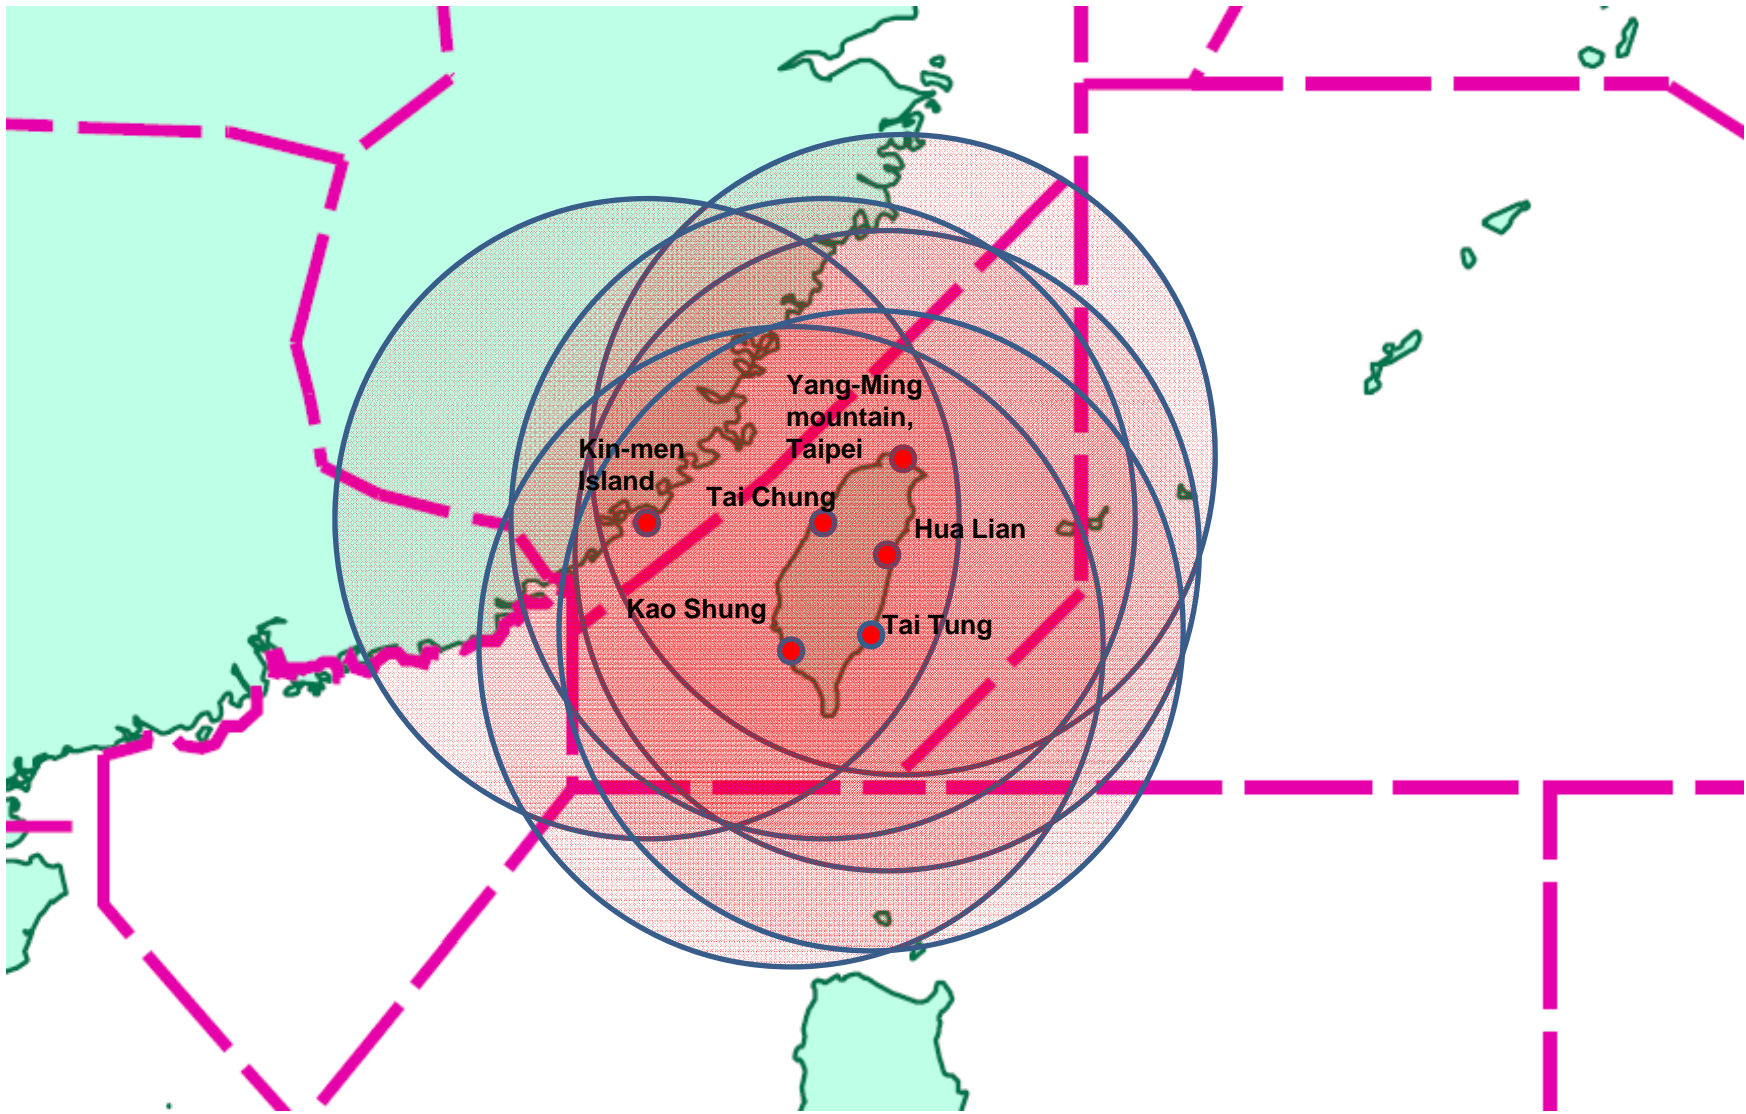 Yang-Ming
mountain,
Taipei
Kin-men
Island
Tai Chung
Hua Lian
Kao Shung
Tai Tung